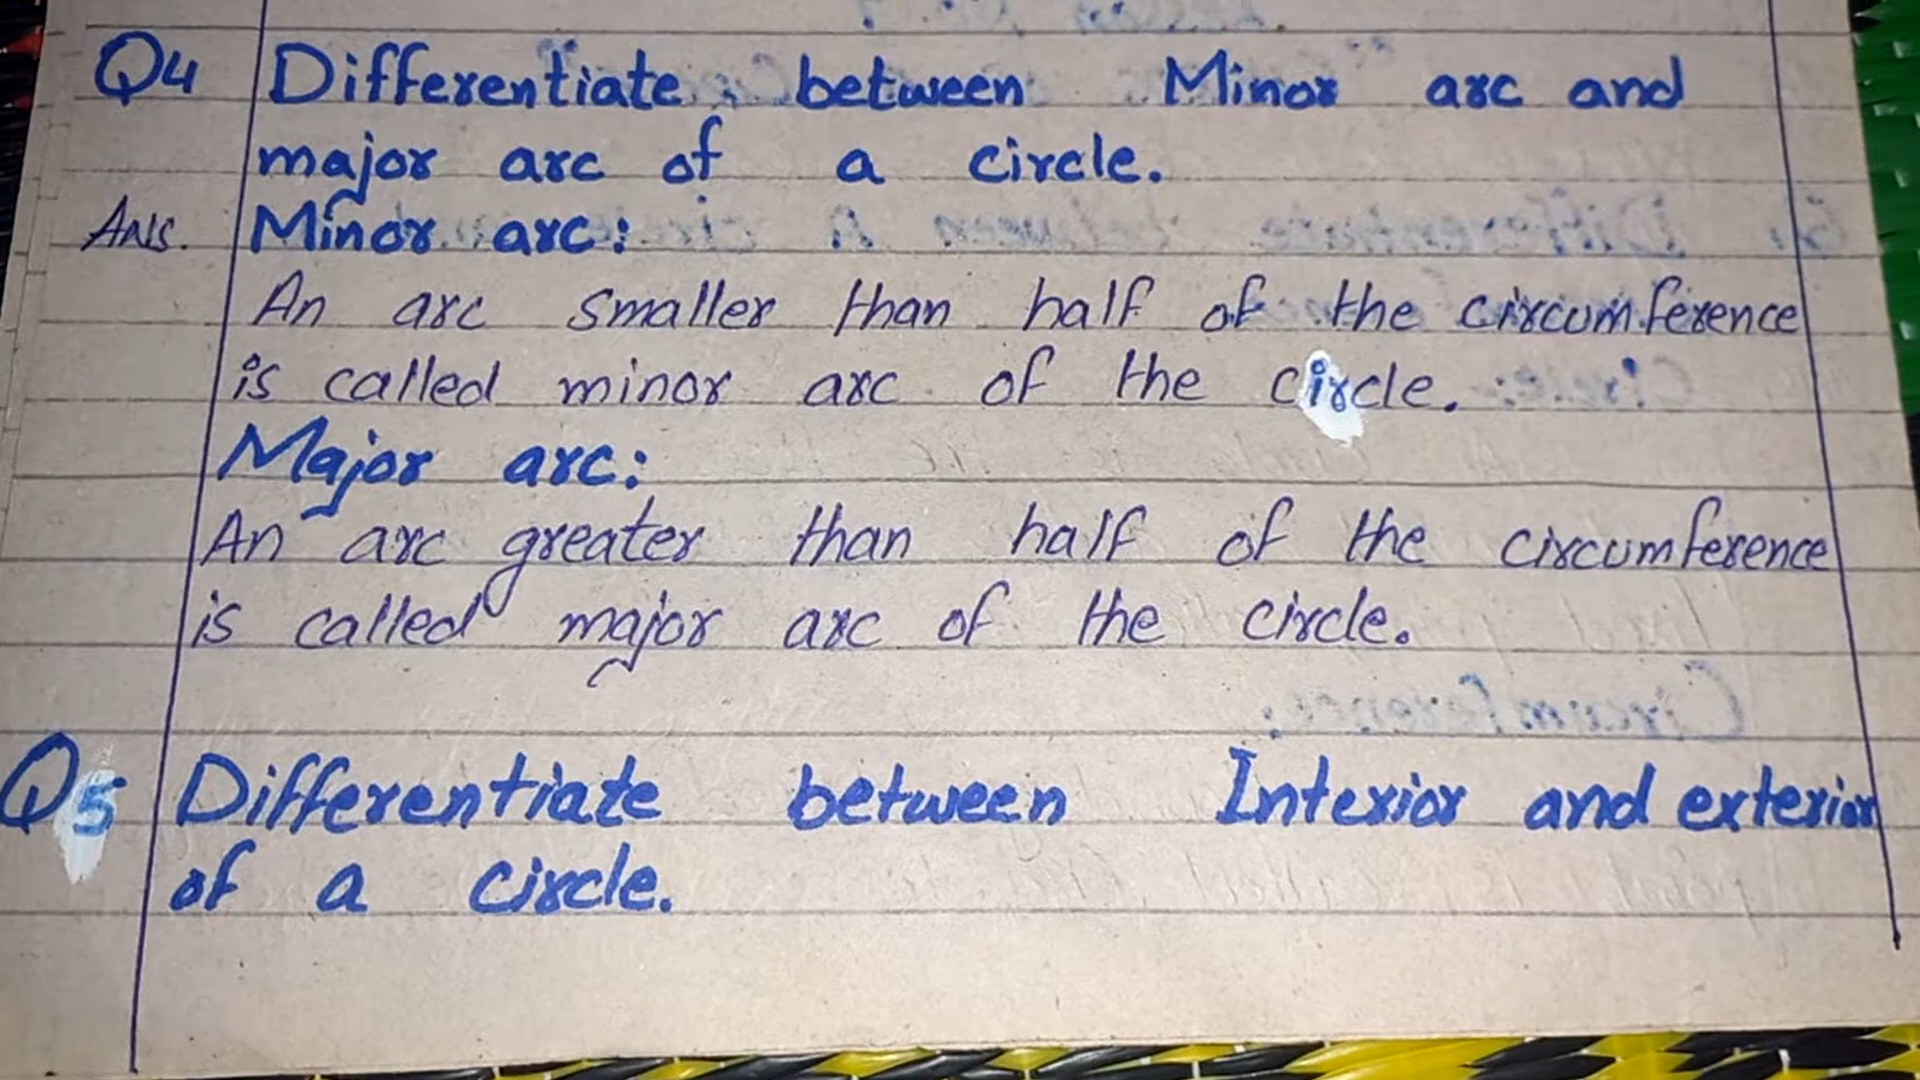 Q4 Differentiate between Minor arc and
major arc of a circle.
Ans. Minor arc:
An arc smaller than half of the circumference
is called minor arc of the circle.
Major arc:
An arc greater than half of the circumference
is called major arc of the circle.
Q5 Differentiate between Interior and exterior
of a circle.